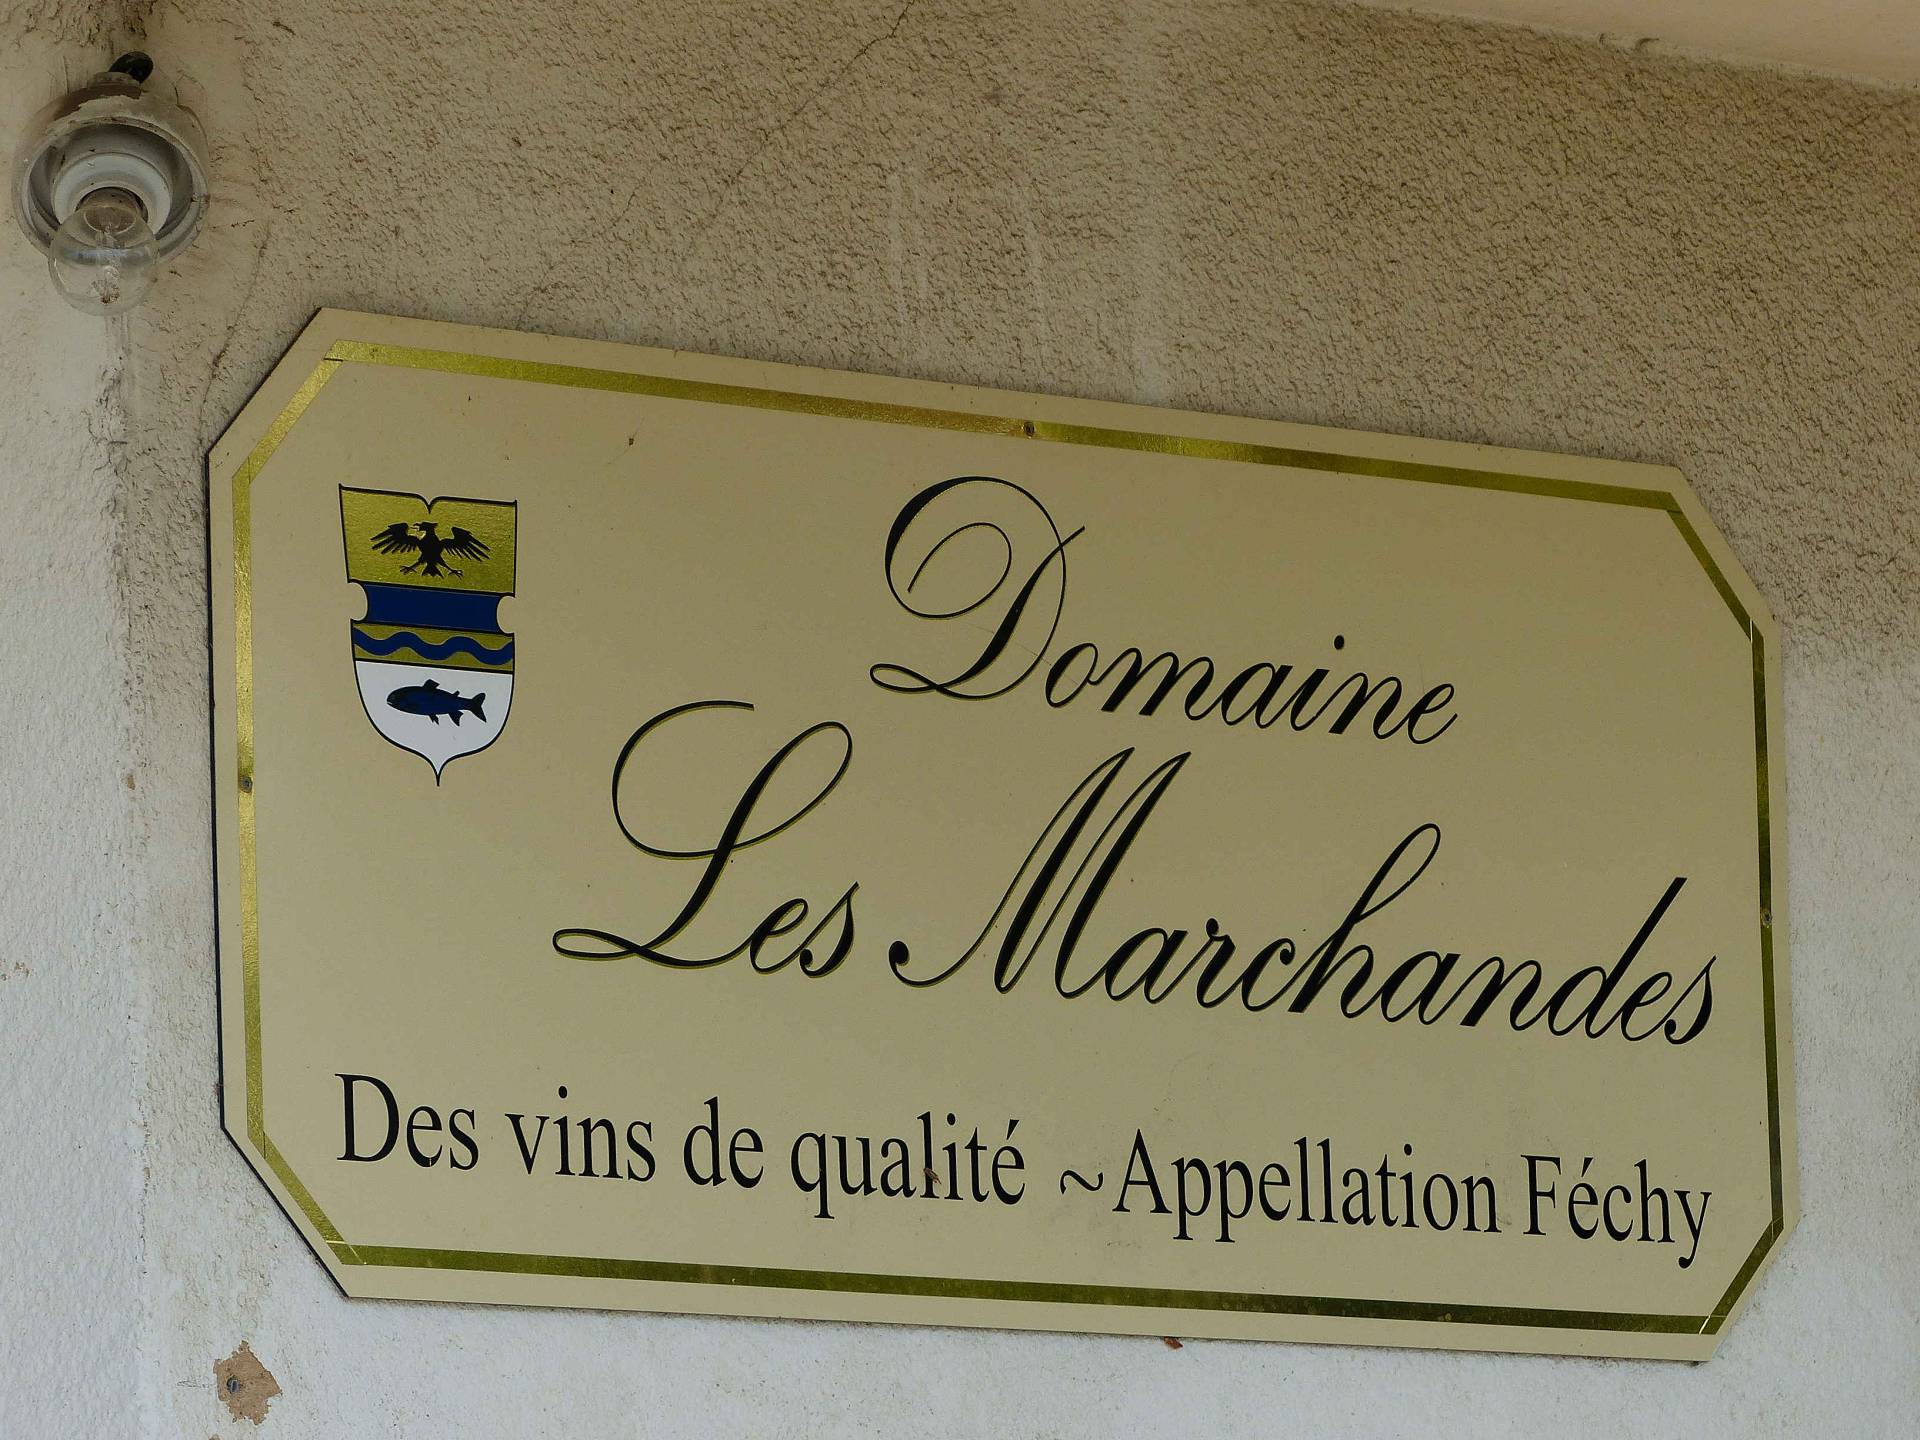 Domaine
Les Marchandes
Des vins de qualité ~ Appellation Féchy